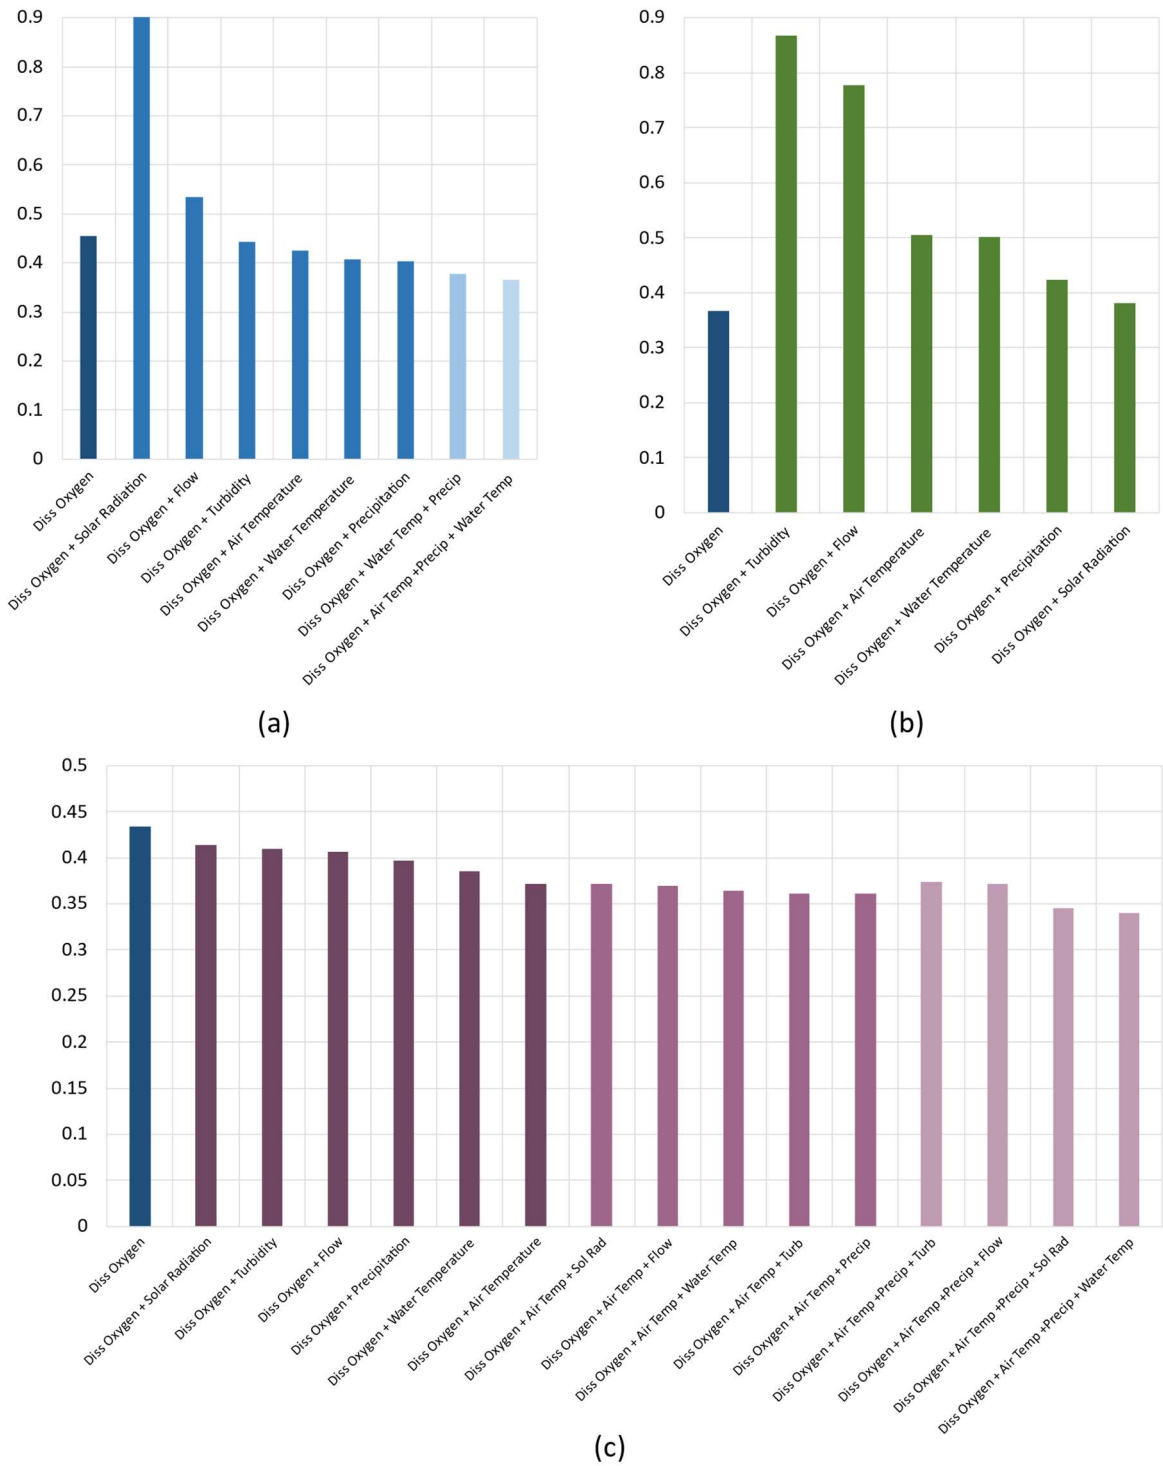 0.9
0.8
0.7
0.6
0.5
0.4
0.3
0.2
0.1
0
Diss Oxygen
Diss Oxygen + Solar Radiation
Diss Oxygen + Flow
Diss Oxygen + Turbidity
Diss Oxygen + Air Temperature
Diss Oxygen + Water Temperature
Diss Oxygen + Precipitation
Diss Oxygen + Water Temp + Precip
Diss Oxygen + Air Temp +Precip + Water Temp
(a)
0.9
0.8
0.7
0.6
0.5
0.4
0.3
0.2
0.1
0
Diss Oxygen
Diss Oxygen + Turbidity
Diss Oxygen + Flow
Diss Oxygen + Air Temperature
Diss Oxygen + Water Temperature
Diss Oxygen + Precipitation
Diss Oxygen + Solar Radiation
(b)
0.5
0.45
0.4
0.35
0.3
0.25
0.2
0.15
0.1
0.05
0
Diss Oxygen
Diss Oxygen + Solar Radiation
Diss Oxygen + Turbidity
Diss Oxygen + Flow
Diss Oxygen + Precipitation
Diss Oxygen + Water Temperature
Diss Oxygen + Air Temperature
Diss Oxygen + Air Temp + Sol Rad
Diss Oxygen + Air Temp + Flow
Diss Oxygen + Air Temp + Water Temp
Diss Oxygen + Air Temp + Turb
Diss Oxygen + Air Temp + Precip
Diss Oxygen + Air Temp +Precip + Turb
Diss Oxygen + Air Temp +Precip + Flow
Diss Oxygen + Air Temp +Precip + Sol Rad
Diss Oxygen + Air Temp +Precip + Water Temp
(c)